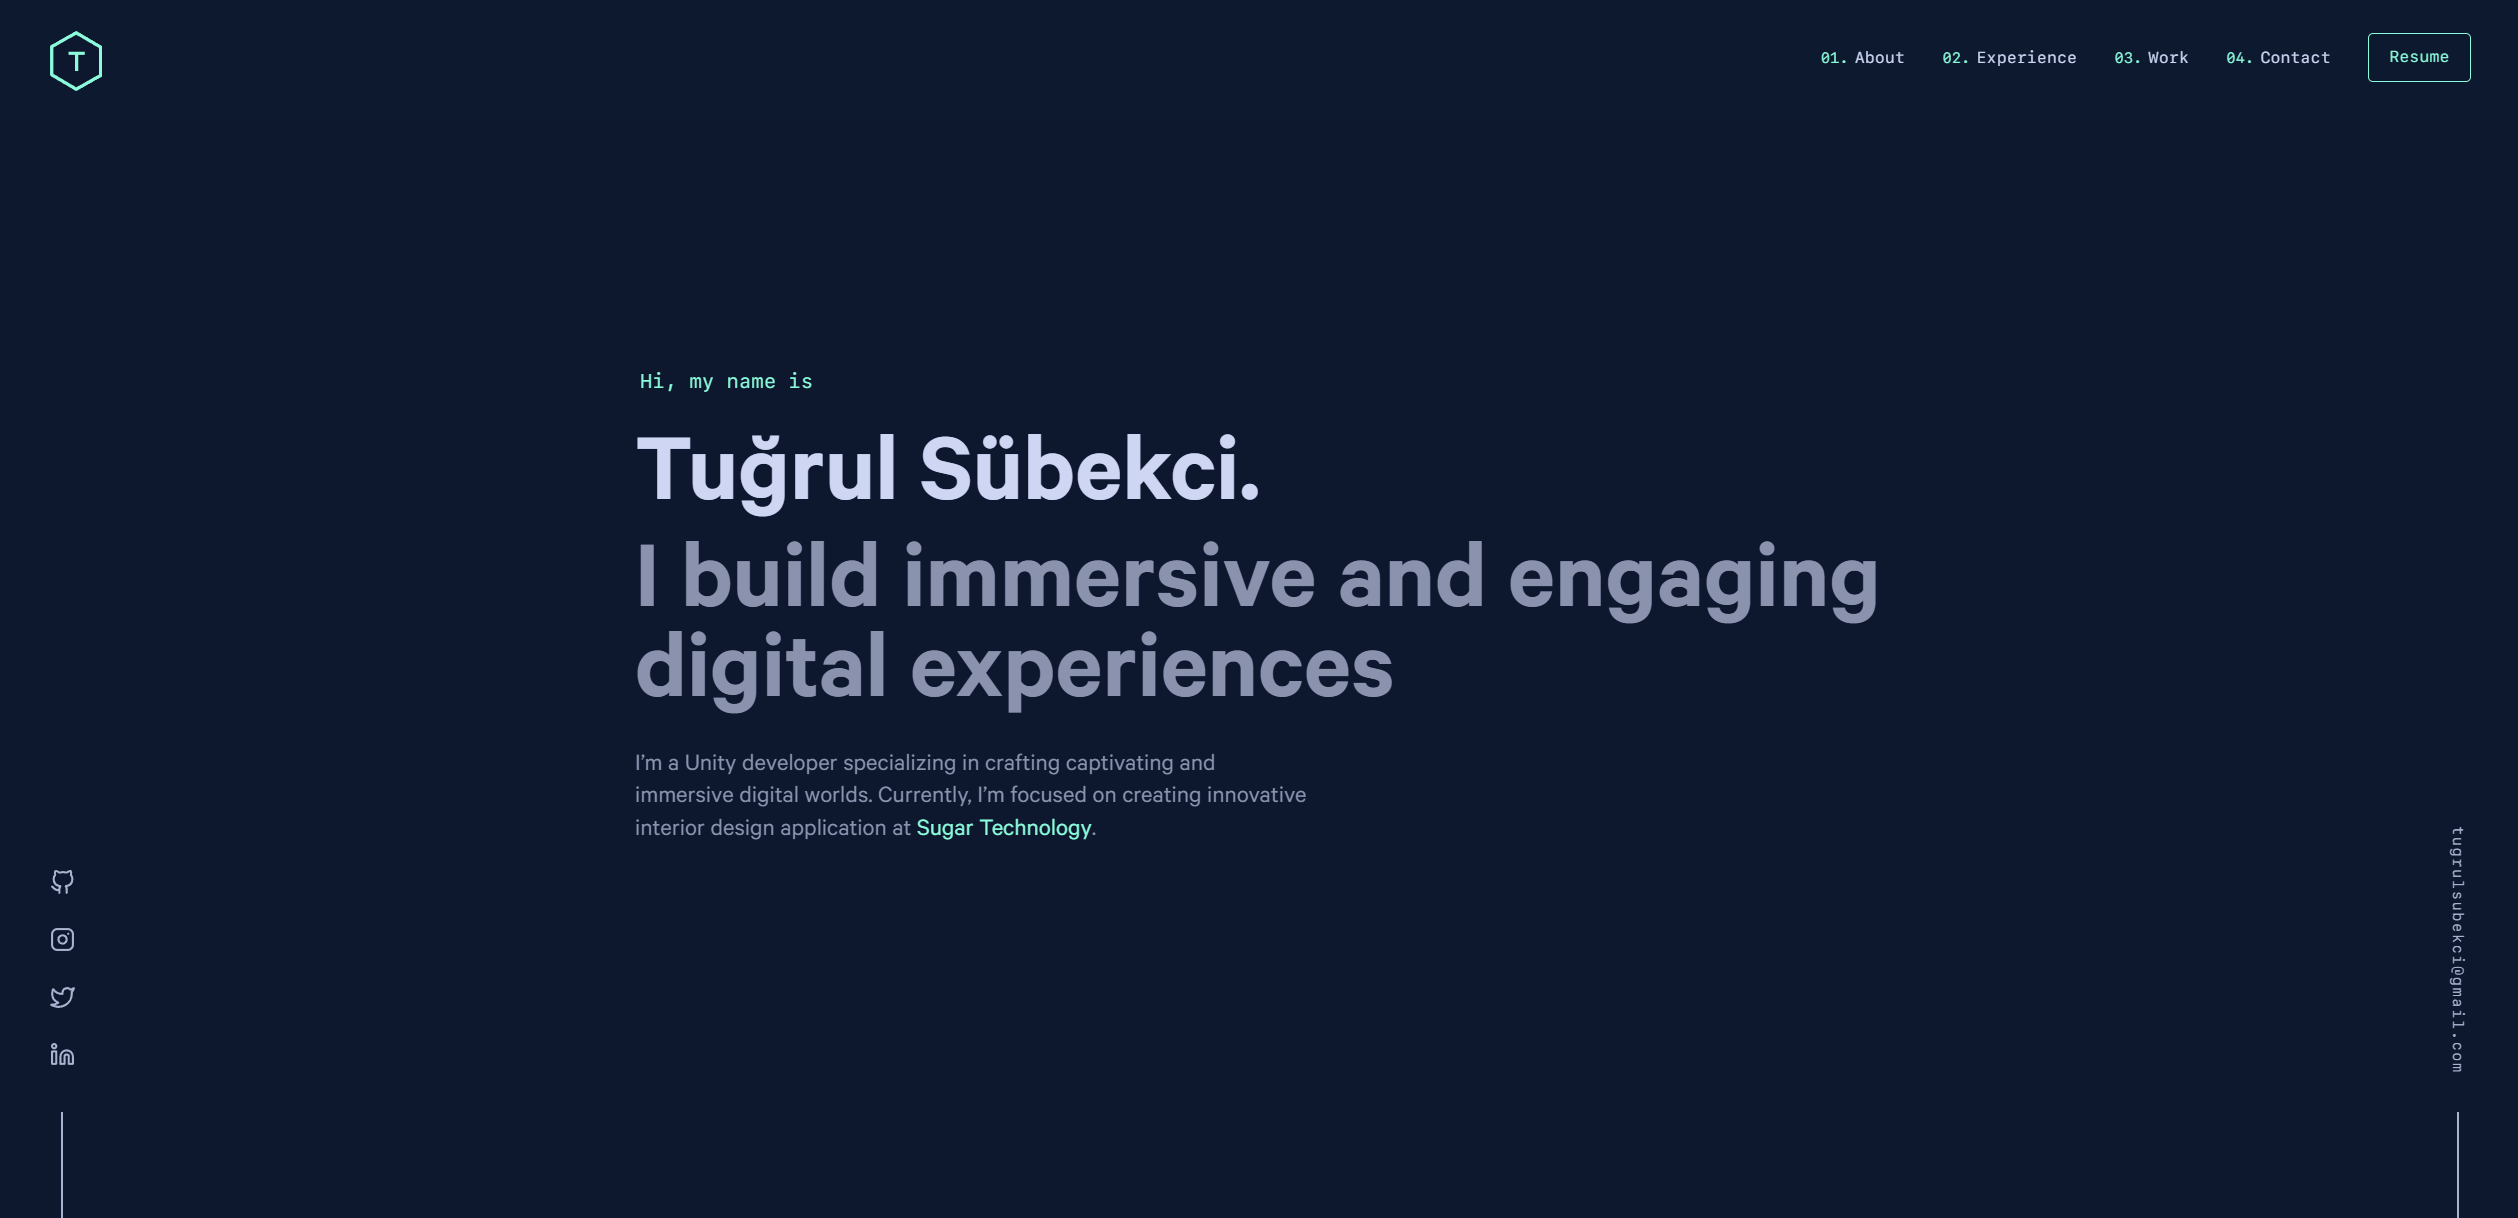 T
01. About 02. Experience 03. Work 04. Contact Resume
Hi, my name is
Tuğrul Sübekci.
I build immersive and engaging
digital experiences
I’m a Unity developer specializing in crafting captivating and
immersive digital worlds. Currently, I’m focused on creating innovative
interior design application at Sugar Technology.
tugrulsubekci@gmail.com